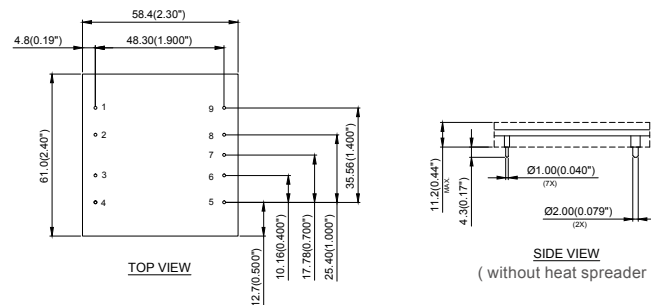 58.4(2.30")
4.8(0.19")
48.30(1.900")
61.0(2.40")
1
2
3
4
9
8
7
6
5
35.56(1.400")
25.40(1.000")
17.78(0.700")
10.16(0.400")
12.7(0.500")
TOP VIEW
11.2(0.44")
MAX.
4.3(0.17")
Ø1.00(0.040")
(7X)
Ø2.00(0.079")
(2X)
SIDE VIEW
( without heat spreader